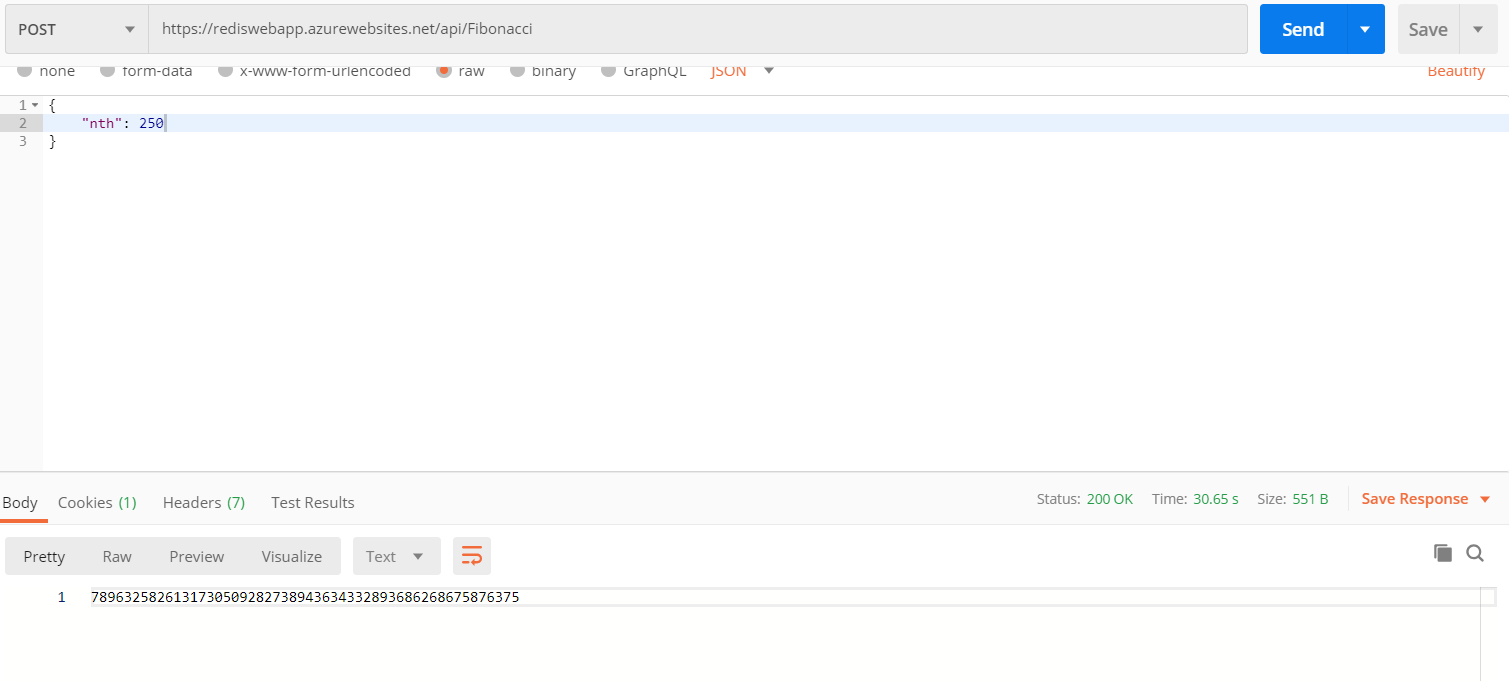 POST https://rediswebapp.azurewebsites.net/api/Fibonacci Send Save
none form-data x-www-form-urlencoded raw binary GraphQL JSON Beautify
1 {
2 "nth": 250
3 }
Body Cookies (1) Headers (7) Test Results Status: 200 OK Time: 30.65 s Size: 551 B Save Response
Pretty Raw Preview Visualize Text
1 7896325826131730509282738943634332893686268675876375